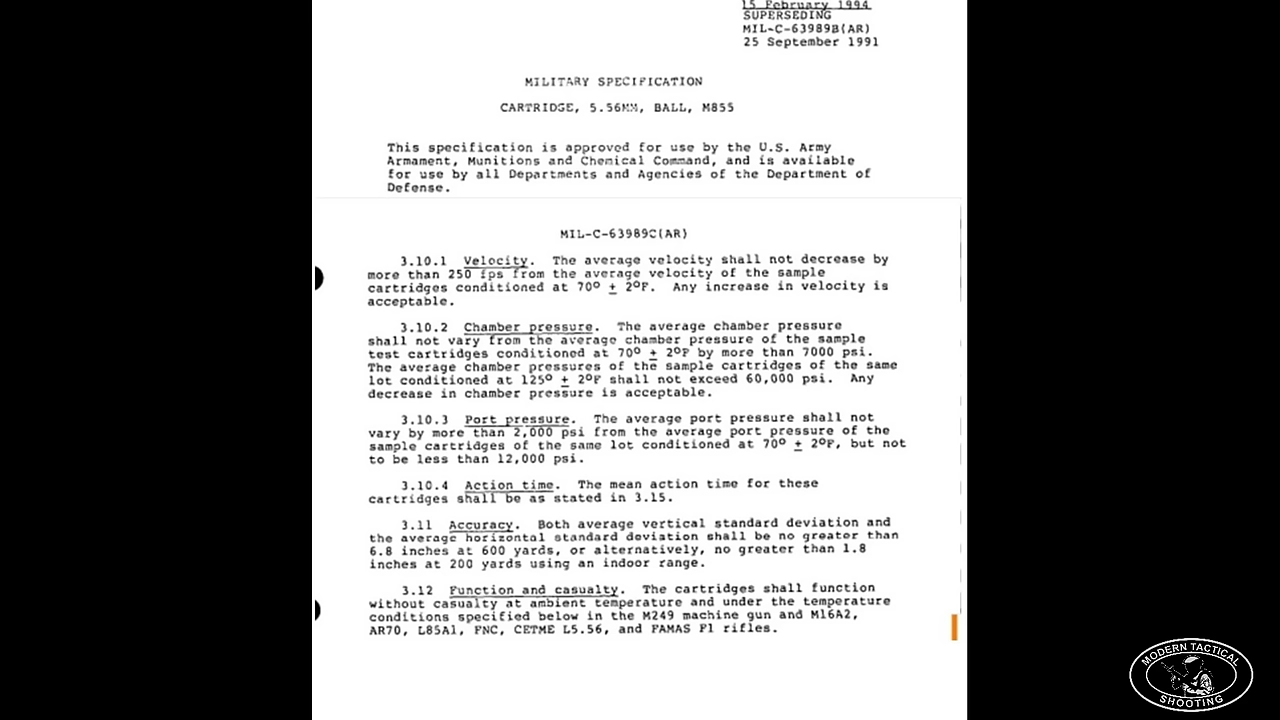 15 February 1994
SUPERSEDING
MIL-C-63989B(AR)
25 September 1991
MILITARY SPECIFICATION
CARTRIDGE, 5.56MM, BALL, M855
This specification is approved for use by the U.S. Army
Armament, Munitions and Chemical Command, and is available
for use by all Departments and Agencies of the Department of
Defense.
MIL-C-63989C(AR)
3.10.1 Velocity. The average velocity shall not decrease by
more than 250 fps from the average velocity of the sample
cartridges conditioned at 70º ± 2ºF. Any increase in velocity is
acceptable.
3.10.2 Chamber pressure. The average chamber pressure
shall not vary from the average chamber pressure of the sample
test cartridges conditioned at 70º ± 2ºF by more than 7000 psi.
The average chamber pressures of the sample cartridges of the same
lot conditioned at 125º ± 2ºF shall not exceed 60,000 psi. Any
decrease in chamber pressure is acceptable.
3.10.3 Port pressure. The average port pressure shall not
vary by more than 2,000 psi from the average port pressure of the
sample cartridges of the same lot conditioned at 70º ± 2ºF, but not
to be less than 12,000 psi.
3.10.4 Action time. The mean action time for these
cartridges shall be as stated in 3.15.
3.11 Accuracy. Both average vertical standard deviation and
the average horizontal standard deviation shall be no greater than
6.8 inches at 600 yards, or alternatively, no greater than 1.8
inches at 200 yards using an indoor range.
3.12 Function and casualty. The cartridges shall function
without casualty at ambient temperature and under the temperature
conditions specified below in the M249 machine gun and M16A2,
AR70, L85A1, FNC, CETME L5.56, and FAMAS F1 rifles.
MODERN TACTICAL
SHOOTING